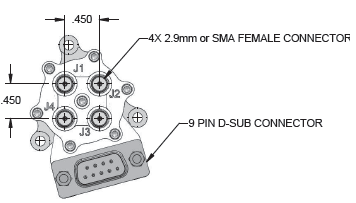 .450
4X 2.9mm or SMA FEMALE CONNECTOR
J1
J2
.450
J4
J3
9 PIN D-SUB CONNECTOR